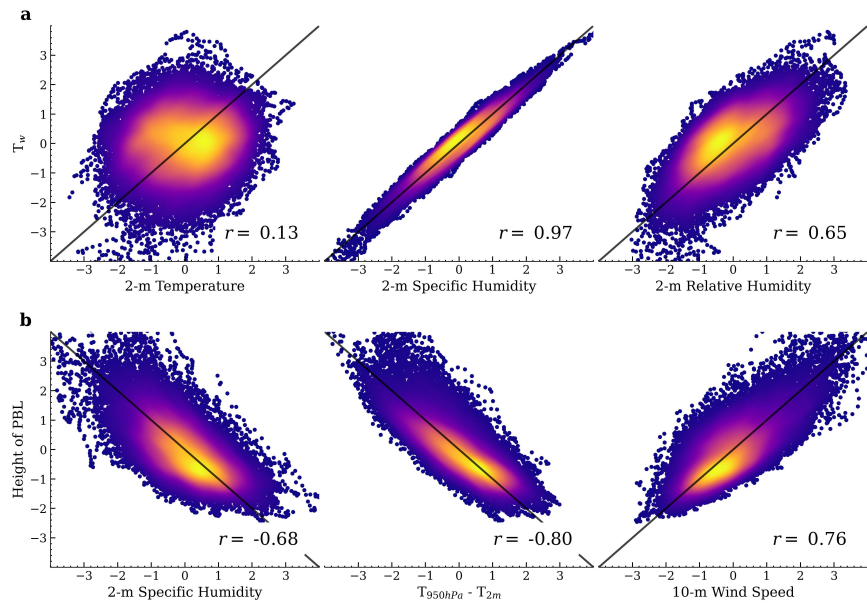 a
3
2
1
0
−1
−2
−3
T_w
r = 0.13
r = 0.97
r = 0.65
−3 −2 −1 0 1 2 3
−3 −2 −1 0 1 2 3
−3 −2 −1 0 1 2 3
2-m Temperature
2-m Specific Humidity
2-m Relative Humidity
b
3
2
1
0
−1
−2
−3
Height of PBL
r = -0.68
r = -0.80
r = 0.76
−3 −2 −1 0 1 2 3
−3 −2 −1 0 1 2 3
−3 −2 −1 0 1 2 3
2-m Specific Humidity
T_950hPa - T_2m
10-m Wind Speed